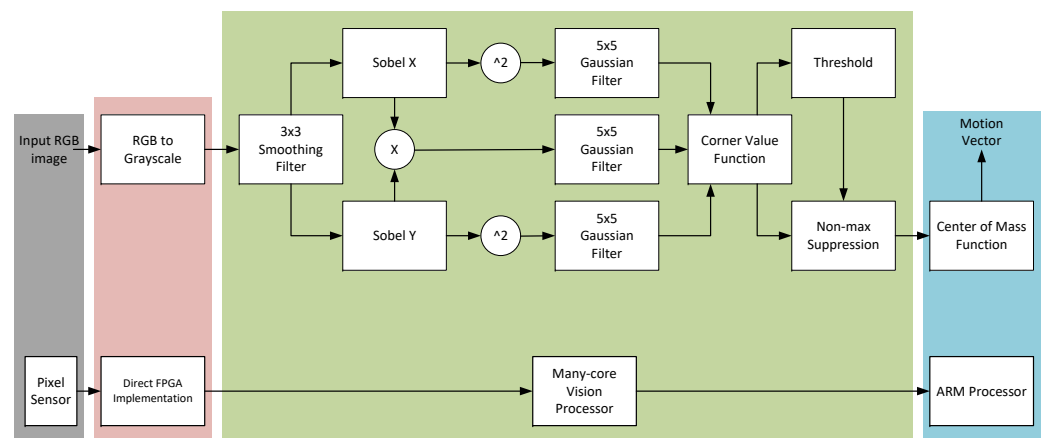 Input RGB
image
RGB to
Grayscale
3x3
Smoothing
Filter
Sobel X
^2
5x5
Gaussian
Filter
X
5x5
Gaussian
Filter
Sobel Y
^2
5x5
Gaussian
Filter
Corner Value
Function
Threshold
Non-max
Suppression
Motion
Vector
Center of Mass
Function
Pixel
Sensor
Direct FPGA
Implementation
Many-core
Vision
Processor
ARM Processor